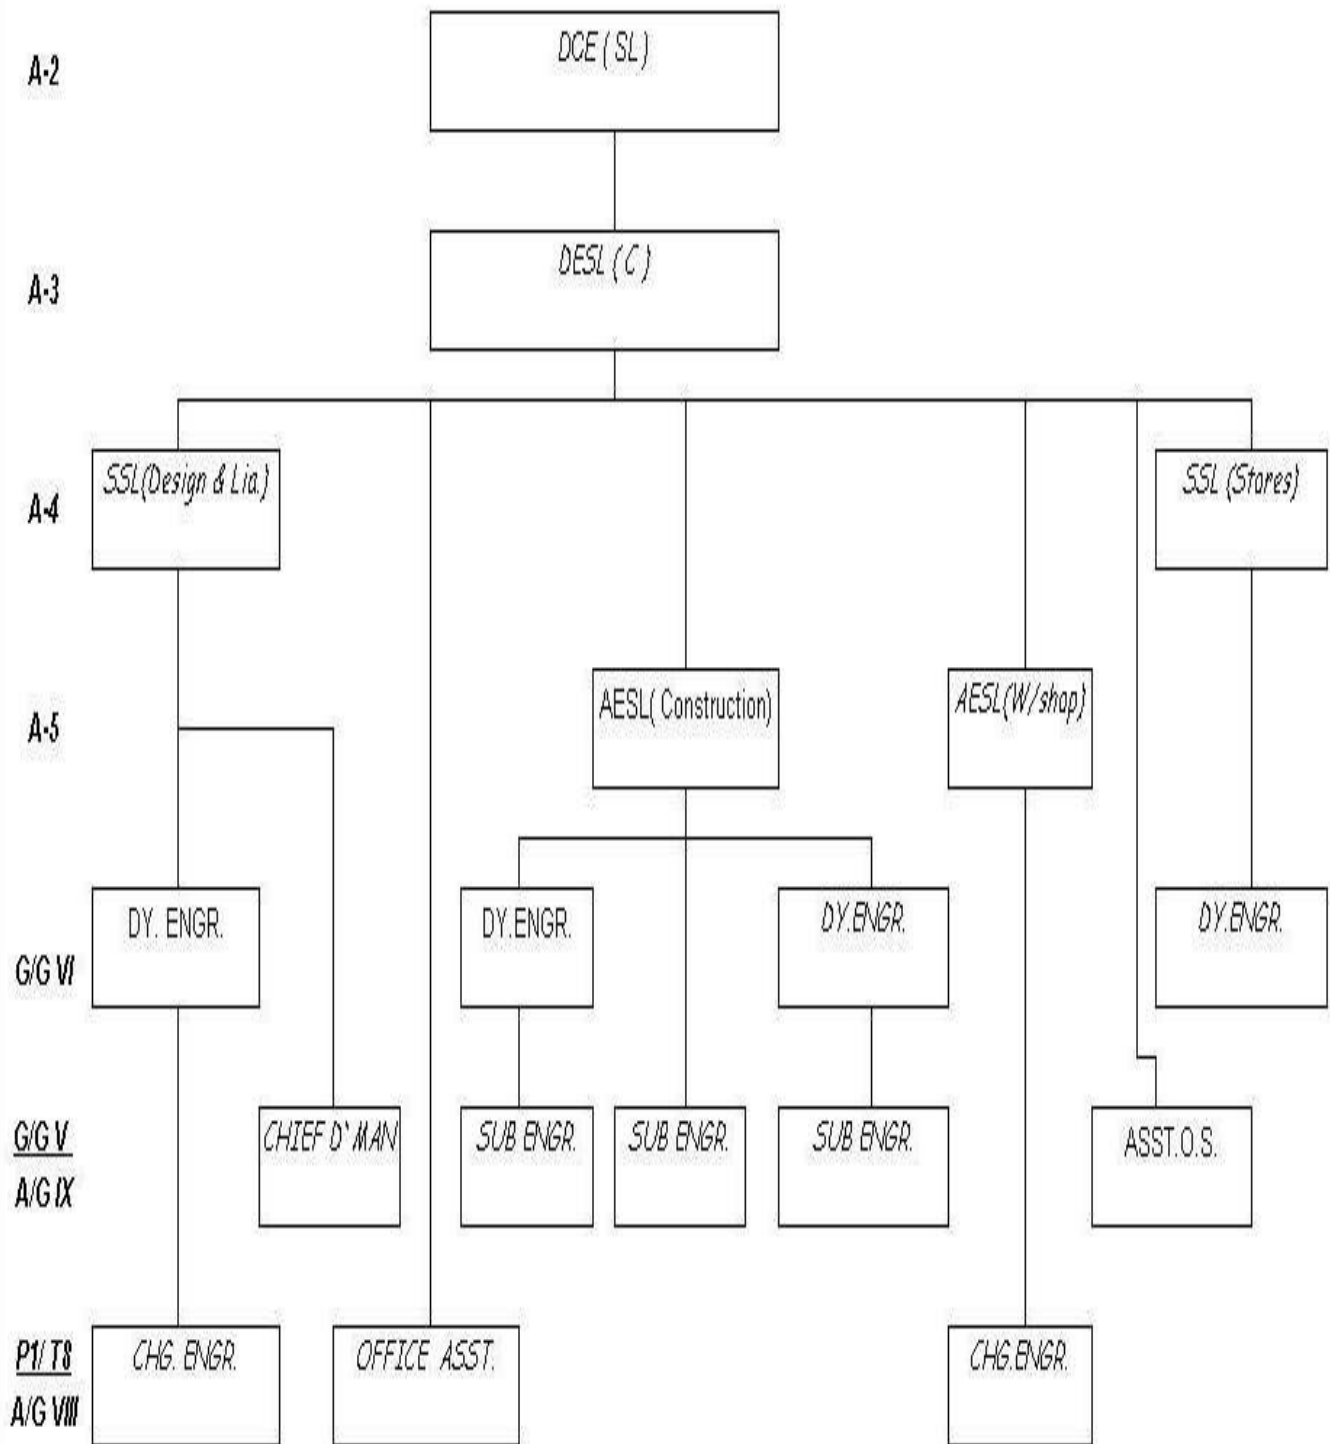 A-2
DCE ( SL )
A-3
DESL ( C )
A-4
SSL(Design & Lia.)
SSL (Stores)
A-5
AESL( Construction)
AESL(W/shop)
G/G VI
DY. ENGR.
DY.ENGR.
DY.ENGR.
DY.ENGR.
G/G V
A/G IX
CHIEF D`MAN
SUB ENGR.
SUB ENGR.
SUB ENGR.
ASST.O.S.
P1/ T8
A/G VIII
CHG. ENGR.
OFFICE ASST.
CHG.ENGR.